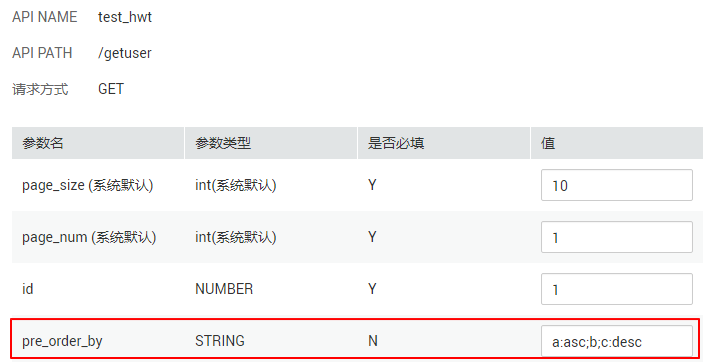 API NAME test_hwt
API PATH /getuser
请求方式 GET
参数名 参数类型 是否必填 值
page_size (系统默认) int(系统默认) Y 10
page_num (系统默认) int(系统默认) Y 1
id NUMBER Y 1
pre_order_by STRING N a:asc;b;c:desc